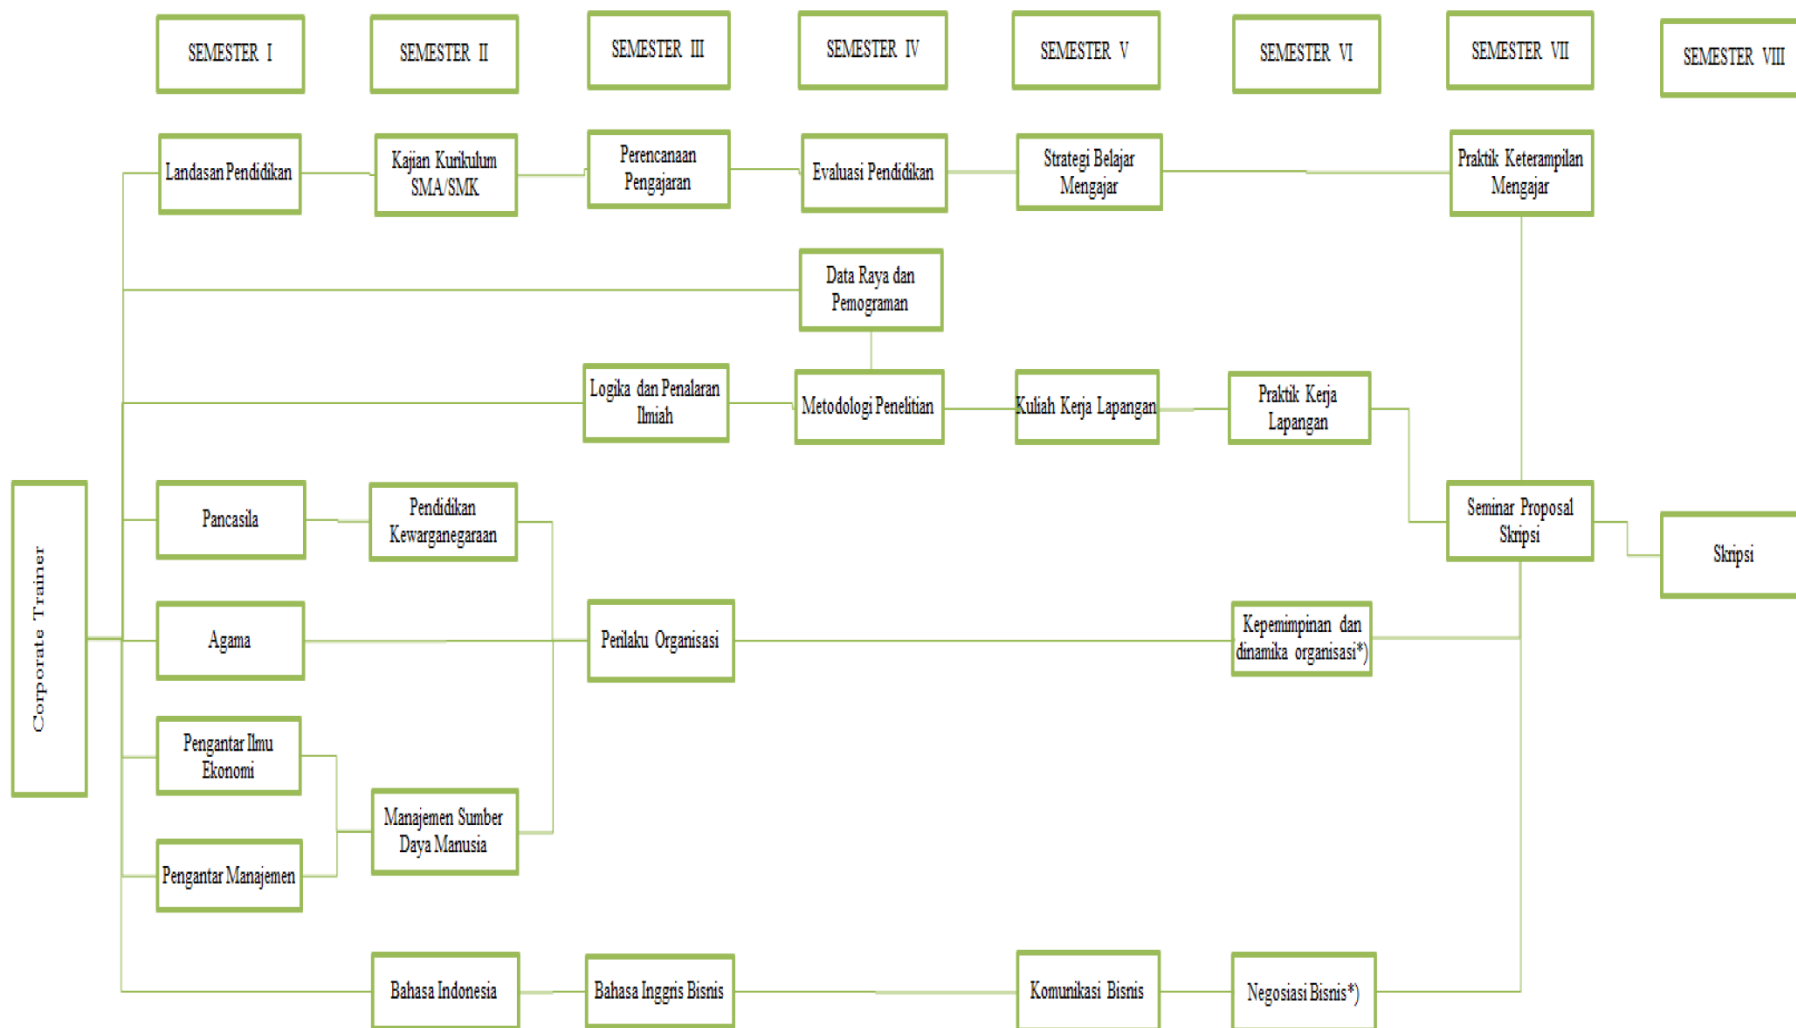 SEMESTER I
SEMESTER II
SEMESTER III
SEMESTER IV
SEMESTER V
SEMESTER VI
SEMESTER VII
SEMESTER VIII
Landasan Pendidikan
Kajian Kurikulum
SMA/SMK
Perencanaan
Pengajaran
Evaluasi Pendidikan
Strategi Belajar
Mengajar
Praktik Keterampilan
Mengajar
Data Raya dan
Pemograman
Logika dan Penalaran
Ilmiah
Metodologi Penelitian
Kuliah Kerja Lapangan
Praktik Kerja
Lapangan
Corporate Trainer
Pancasila
Pendidikan
Kewarganegaraan
Seminar Proposal
Skripsi
Skripsi
Agama
Perilaku Organisasi
Kepemimpinan dan
dinamika organisasi*)
Pengantar Ilmu
Ekonomi
Manajemen Sumber
Daya Manusia
Pengantar Manajemen
Bahasa Indonesia
Bahasa Inggris Bisnis
Komunikasi Bisnis
Negosiasi Bisnis*)